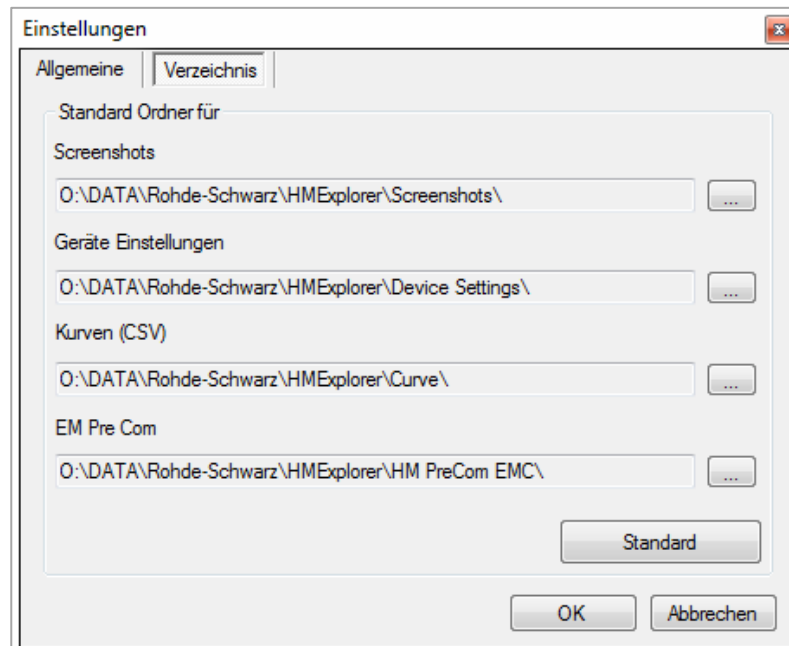 Einstellungen
Allgemeine
Verzeichnis
Standard Ordner für
Screenshots
O:\DATA\Rohde-Schwarz\HMExplorer\Screenshots\
...
Geräte Einstellungen
O:\DATA\Rohde-Schwarz\HMExplorer\Device Settings\
...
Kurven (CSV)
O:\DATA\Rohde-Schwarz\HMExplorer\Curve\
...
EM Pre Com
O:\DATA\Rohde-Schwarz\HMExplorer\HM PreCom EMC\
...
Standard
OK
Abbrechen